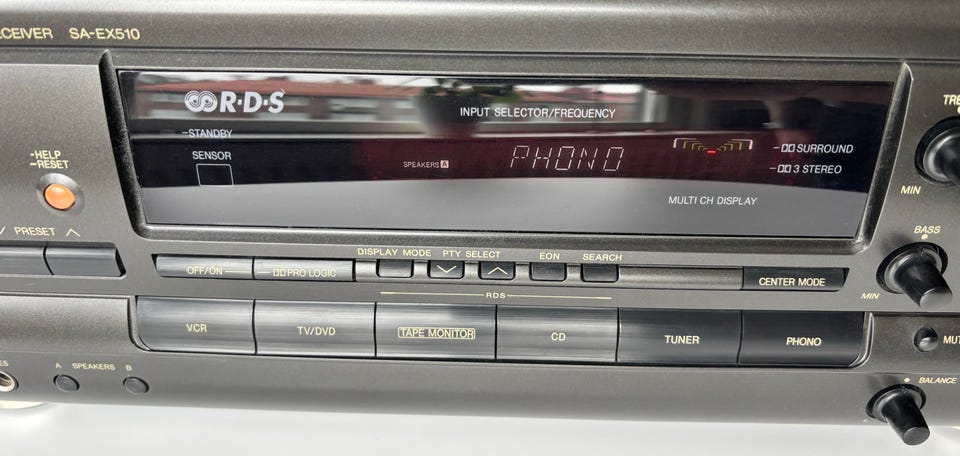 SA-EX510
R·D·S
INPUT SELECTOR/FREQUENCY
STANDBY
SENSOR
SPEAKERS A
PHONO
SURROUND
3 STEREO
MULTI CH DISPLAY
-HELP
-RESET
PRESET
MIN
BASS
MIN
DISPLAY MODE PTY SELECT EON SEARCH
OFF/ON
PRO LOGIC
CENTER MODE
RDS
VCR
TV/DVD
TAPE MONITOR
CD
TUNER
PHONO
A SPEAKERS B
BALANCE